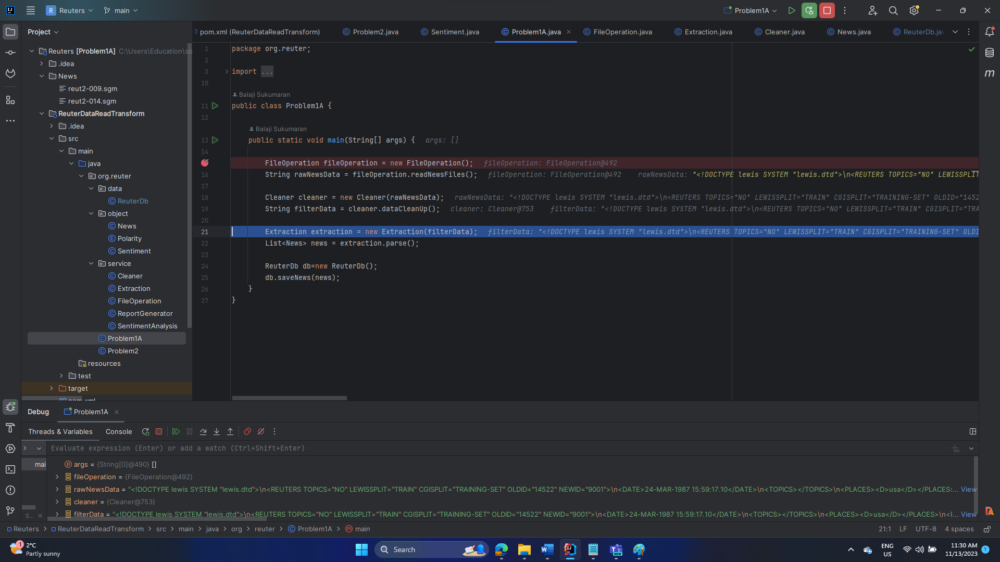 Reuters
main
Problem1A
Project
pom.xml (ReuterDataReadTransform)
Problem2.java
Sentiment.java
Problem1A.java
FileOperation.java
Extraction.java
Cleaner.java
News.java
ReuterDb.jav
Reuters [Problem1A] C:\Users\Education\so
.idea
News
reut2-009.sgm
reut2-014.sgm
ReuterDataReadTransform
.idea
src
main
java
org.reuter
data
ReuterDb
object
News
Polarity
Sentiment
service
Cleaner
Extraction
FileOperation
ReportGenerator
SentimentAnalysis
Problem1A
Problem2
resources
test
target
pom.xml
1 package org.reuter;
2
3 import ...
10
Balaji Sukumaran
11 public class Problem1A {
12
Balaji Sukumaran
13 public static void main(String[] args) { args: []
14
FileOperation fileOperation = new FileOperation(); fileOperation: FileOperation@492
16 String rawNewsData = fileOperation.readNewsFiles(); fileOperation: FileOperation@492 rawNewsData: "<!DOCTYPE lewis SYSTEM "lewis.dtd">\n<REUTERS TOPICS="NO" LEWISSPLIT
17
18 Cleaner cleaner = new Cleaner(rawNewsData); rawNewsData: "<!DOCTYPE lewis SYSTEM "lewis.dtd">\n<REUTERS TOPICS="NO" LEWISSPLIT="TRAIN" CGISPLIT="TRAINING-SET" OLDID="1452
19 String filterData = cleaner.dataCleanUp(); cleaner: Cleaner@753 filterData: "<!DOCTYPE lewis SYSTEM "lewis.dtd">\n<REUTERS TOPICS="NO" LEWISSPLIT="TRAIN" CGISPLIT="TRA
20
21 Extraction extraction = new Extraction(filterData); filterData: "<!DOCTYPE lewis SYSTEM "lewis.dtd">\n<REUTERS TOPICS="NO" LEWISSPLIT="TRAIN" CGISPLIT="TRAINING-SET" OLDI
22 List<News> news = extraction.parse();
23
24 ReuterDb db=new ReuterDb();
25 db.saveNews(news);
26 }
27 }
Debug
Problem1A
Threads & Variables
Console
Evaluate expression (Enter) or add a watch (Ctrl+Shift+Enter)
mai
args = {String[0]@490} []
fileOperation = {FileOperation@492}
rawNewsData = "<!DOCTYPE lewis SYSTEM "lewis.dtd">\n<REUTERS TOPICS="NO" LEWISSPLIT="TRAIN" CGISPLIT="TRAINING-SET" OLDID="14522" NEWID="9001">\n<DATE>24-MAR-1987 15:59:17.10</DATE>\n<TOPICS></TOPICS>\n<PLACES><D>usa</D></PLACES>... View
cleaner = {Cleaner@753}
filterData = "<!DOCTYPE lewis SYSTEM "lewis.dtd">\n<REUTERS TOPICS="NO" LEWISSPLIT="TRAIN" CGISPLIT="TRAINING-SET" OLDID="14522" NEWID="9001">\n<DATE>24-MAR-1987 15:59:17.10</DATE>\n<TOPICS></TOPICS>\n<PLACES><D>usa</D></PLACES>\n<... View
S...
Reuters > ReuterDataReadTransform > src > main > java > org > reuter > Problem1A > main
21:1 LF UTF-8 4 spaces
1
2°C
Partly sunny
Search
ENG
US
11:30 AM
11/13/2023
1